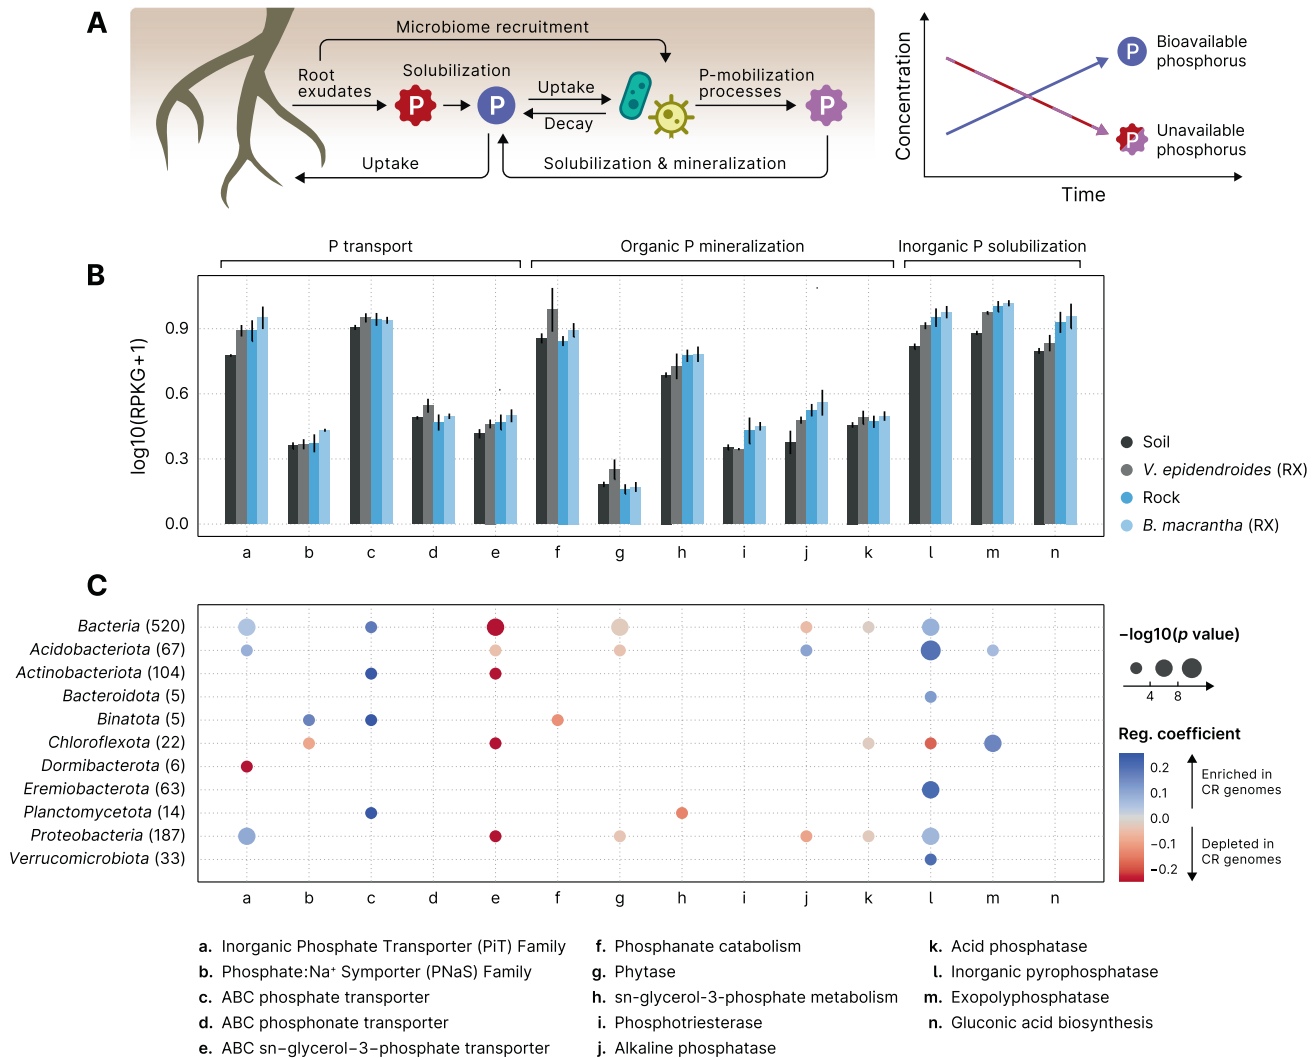 A
Microbiome recruitment
Root
exudates
Solubilization
P
P
Uptake
Decay
P-mobilization
processes
P
Uptake
Solubilization & mineralization
Concentration
Time
P
Bioavailable
phosphorus
P
Unavailable
phosphorus
B
P transport
Organic P mineralization
Inorganic P solubilization
log10(RPKG+1)
0.9
0.6
0.3
0.0
a b c d e f g h i j k l m n
Soil
V. epidendroides (RX)
Rock
B. macrantha (RX)
C
Bacteria (520)
Acidobacteriota (67)
Actinobacteriota (104)
Bacteroidota (5)
Binatota (5)
Chloroflexota (22)
Dormibacterota (6)
Eremiobacterota (63)
Planctomycetota (14)
Proteobacteria (187)
Verrucomicrobiota (33)
a b c d e f g h i j k l m n
−log10(p value)
4 8
Reg. coefficient
0.2
0.1
0.0
−0.1
−0.2
Enriched in
CR genomes
Depleted in
CR genomes
a. Inorganic Phosphate Transporter (PiT) Family
b. Phosphate:Na⁺ Symporter (PNaS) Family
c. ABC phosphate transporter
d. ABC phosphonate transporter
e. ABC sn−glycerol−3−phosphate transporter
f. Phosphanate catabolism
g. Phytase
h. sn-glycerol-3-phosphate metabolism
i. Phosphotriesterase
j. Alkaline phosphatase
k. Acid phosphatase
l. Inorganic pyrophosphatase
m. Exopolyphosphatase
n. Gluconic acid biosynthesis